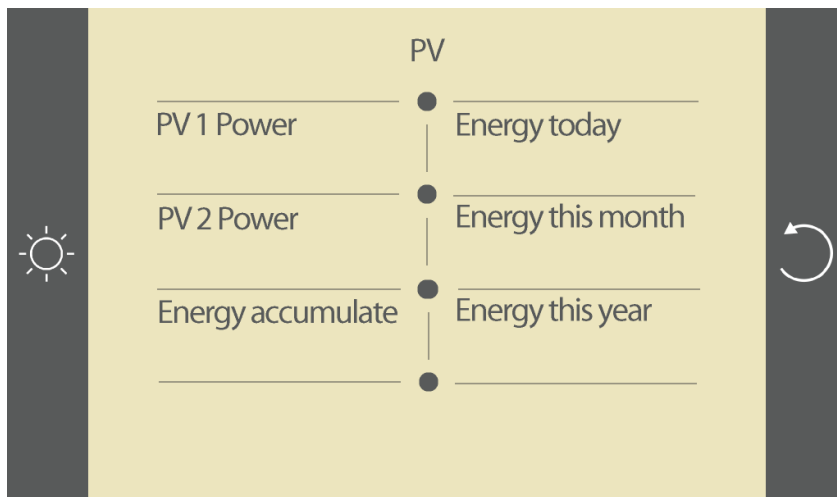 PV
PV 1 Power
Energy today
PV 2 Power
Energy this month
Energy accumulate
Energy this year